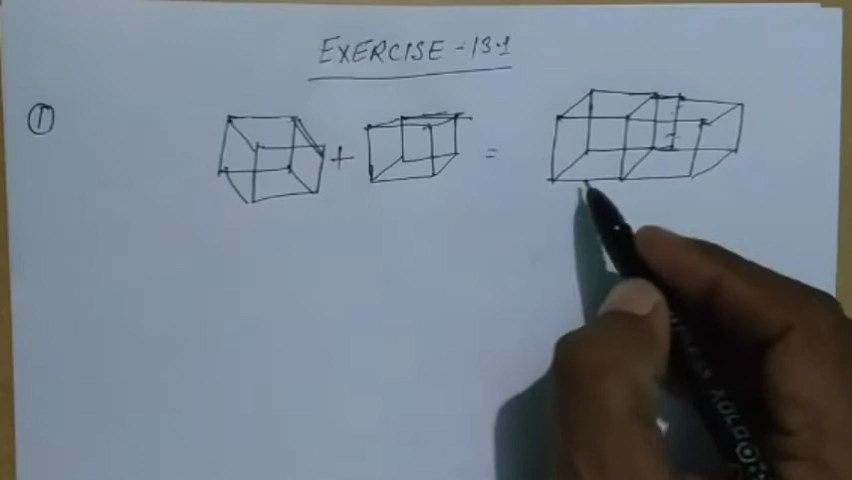 EXERCISE - 13.1
①
+ =